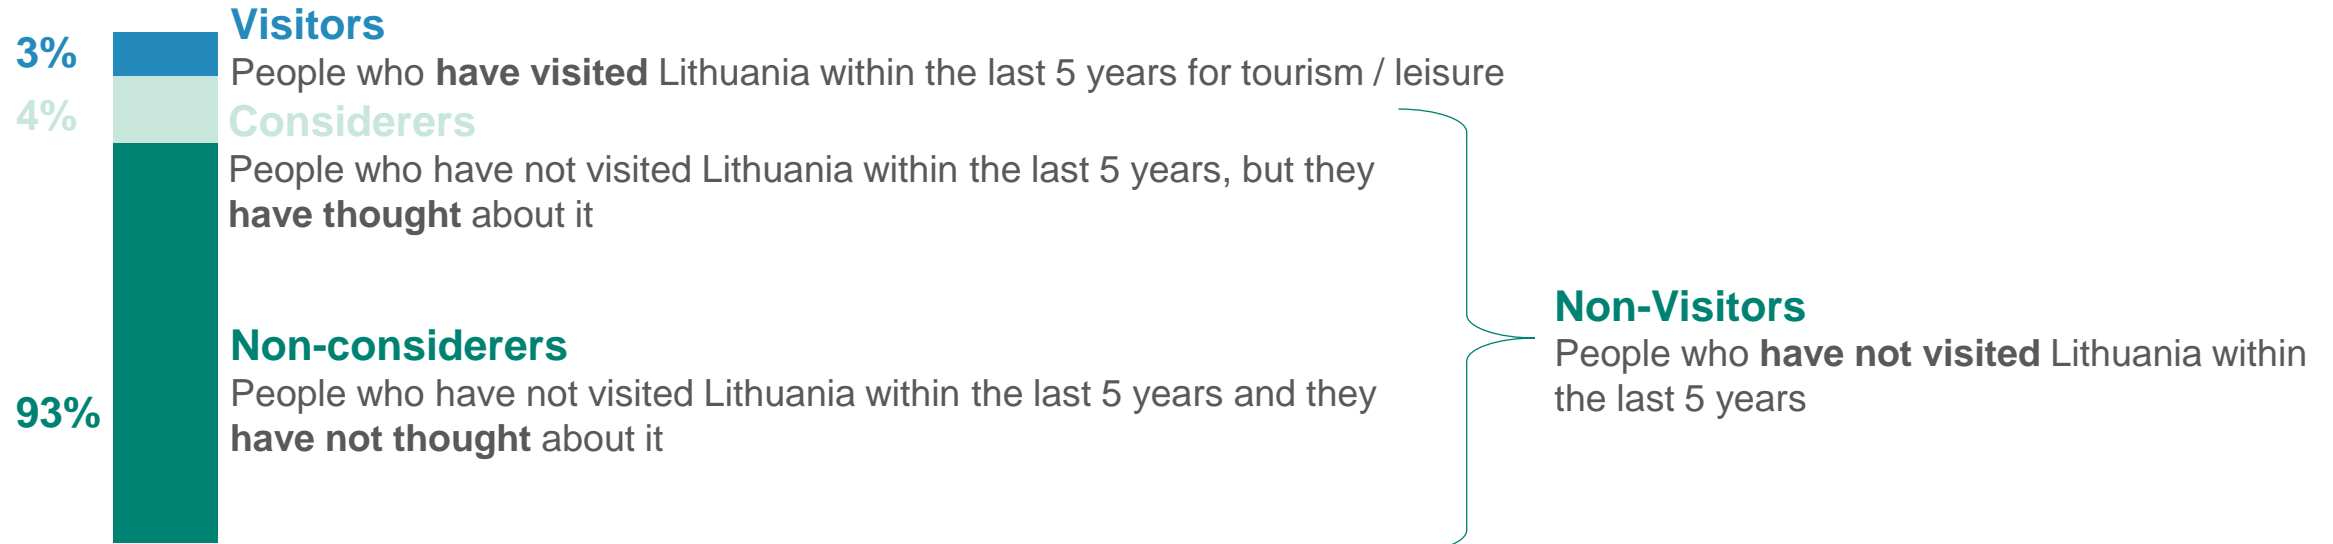 3%
Visitors
People who have visited Lithuania within the last 5 years for tourism / leisure
4%
Considerers
People who have not visited Lithuania within the last 5 years, but they
have thought about it
93%
Non-considerers
People who have not visited Lithuania within the last 5 years and they
have not thought about it
Non-Visitors
People who have not visited Lithuania within
the last 5 years